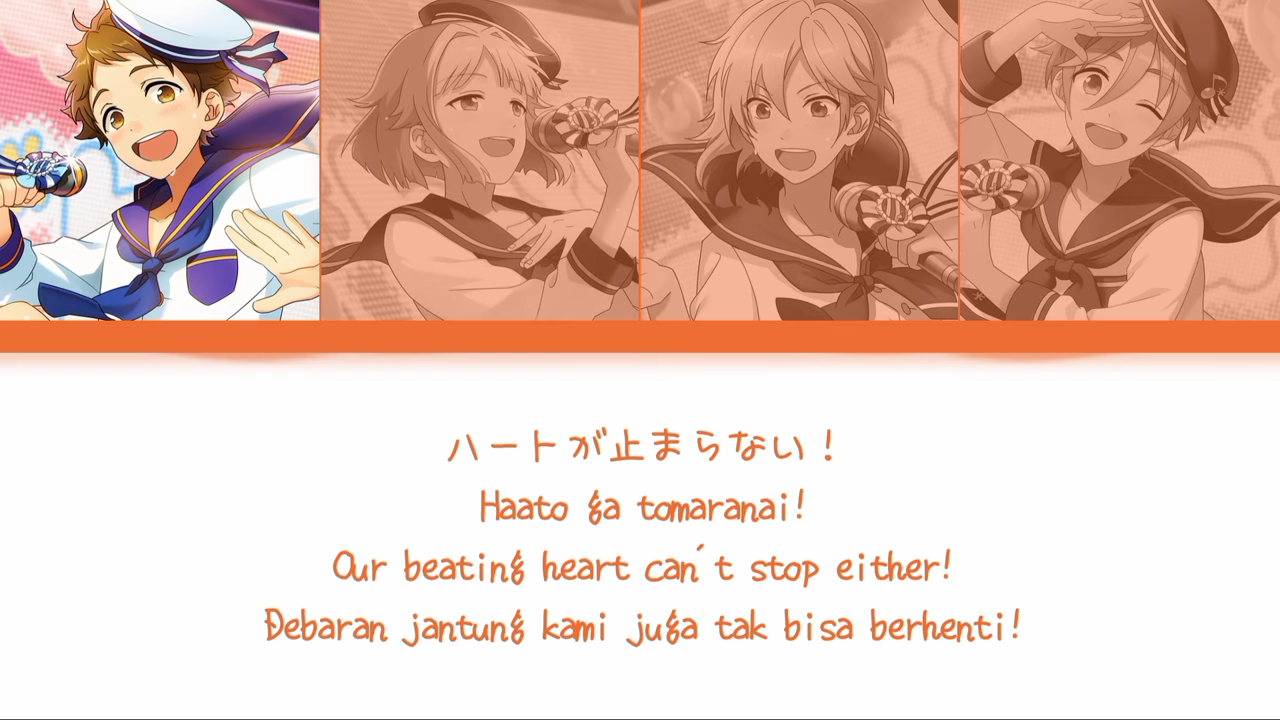 ハートが止まらない！
Haato ga tomaranai!
Our beating heart can't stop either!
Debaran jantung kami juga tak bisa berhenti!